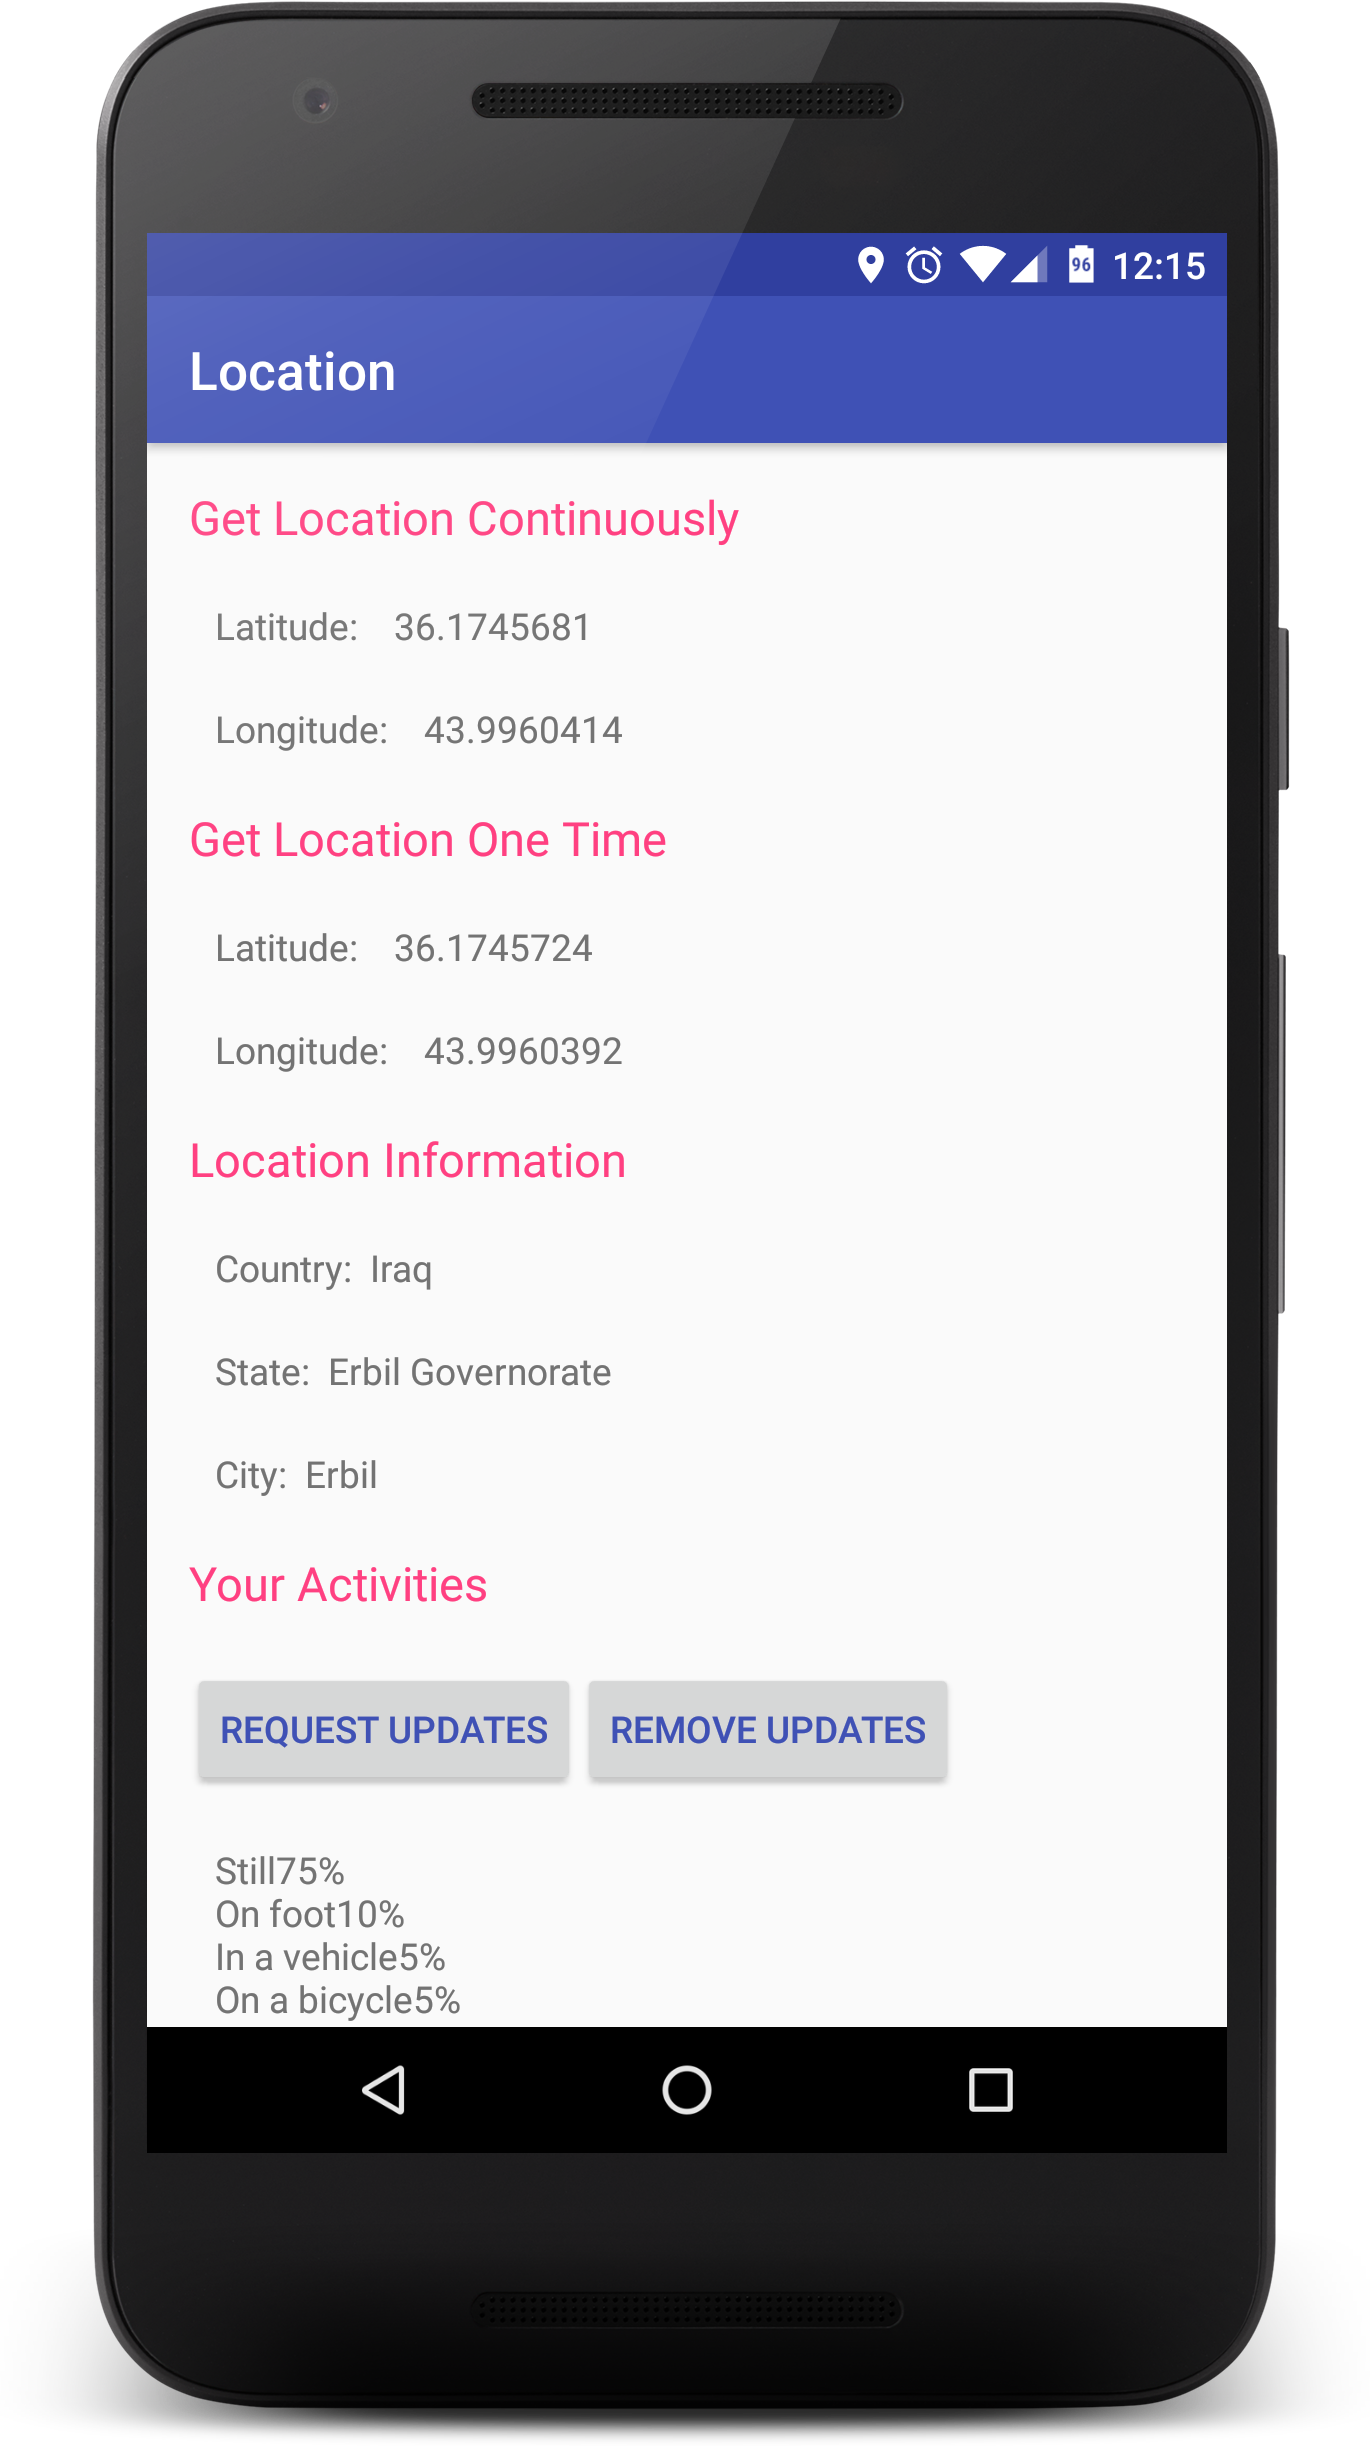 96 12:15
Location
Get Location Continuously
Latitude: 36.1745681
Longitude: 43.9960414
Get Location One Time
Latitude: 36.1745724
Longitude: 43.9960392
Location Information
Country: Iraq
State: Erbil Governorate
City: Erbil
Your Activities
REQUEST UPDATES REMOVE UPDATES
Still75%
On foot10%
In a vehicle5%
On a bicycle5%